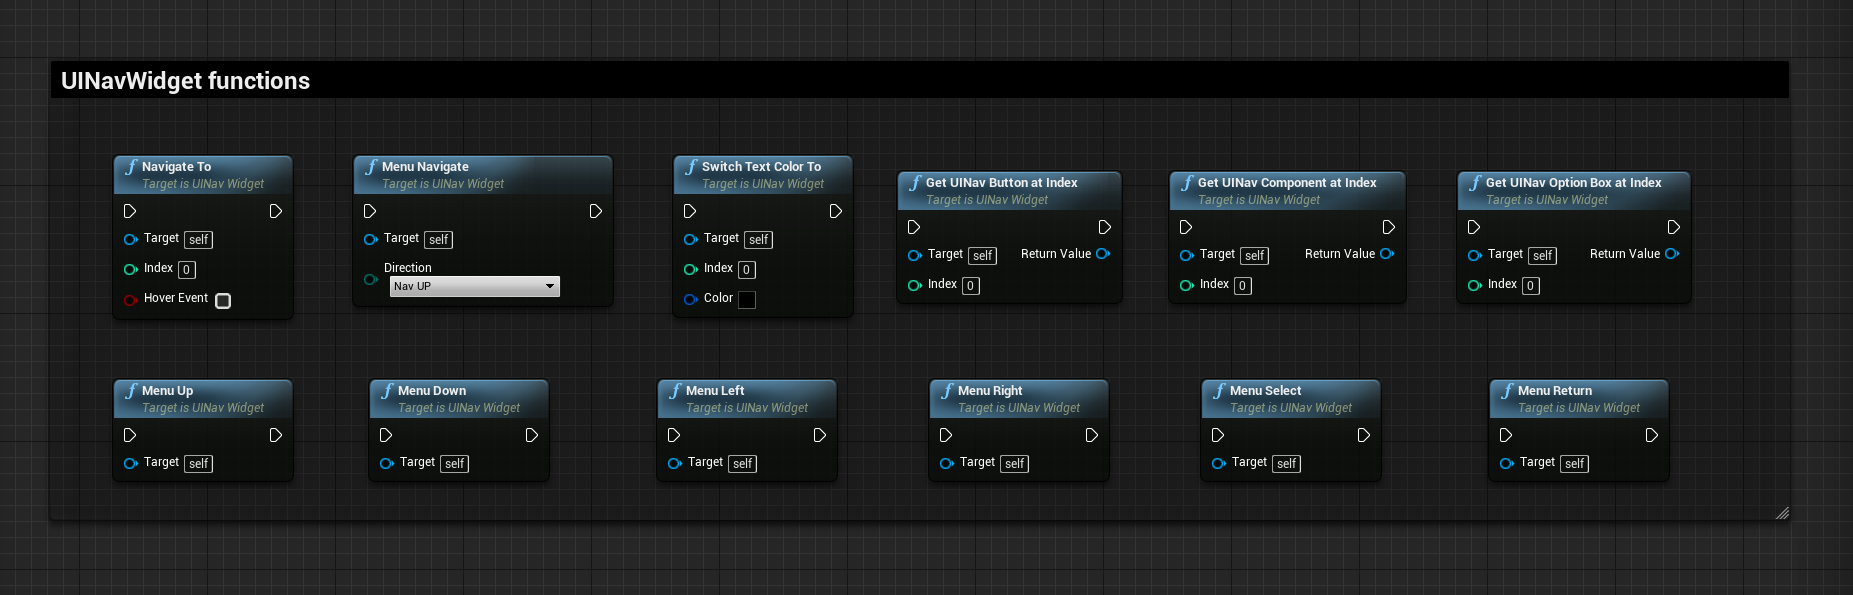 UINavWidget functions
Navigate To
Target is UINav Widget
Target self
Index 0
Hover Event
Menu Navigate
Target is UINav Widget
Target self
Direction
Nav UP
Switch Text Color To
Target is UINav Widget
Target self
Index 0
Color
Get UINav Button at Index
Target is UINav Widget
Target self Return Value
Index 0
Get UINav Component at Index
Target is UINav Widget
Target self Return Value
Index 0
Get UINav Option Box at Index
Target is UINav Widget
Target self Return Value
Index 0
Menu Up
Target is UINav Widget
Target self
Menu Down
Target is UINav Widget
Target self
Menu Left
Target is UINav Widget
Target self
Menu Right
Target is UINav Widget
Target self
Menu Select
Target is UINav Widget
Target self
Menu Return
Target is UINav Widget
Target self